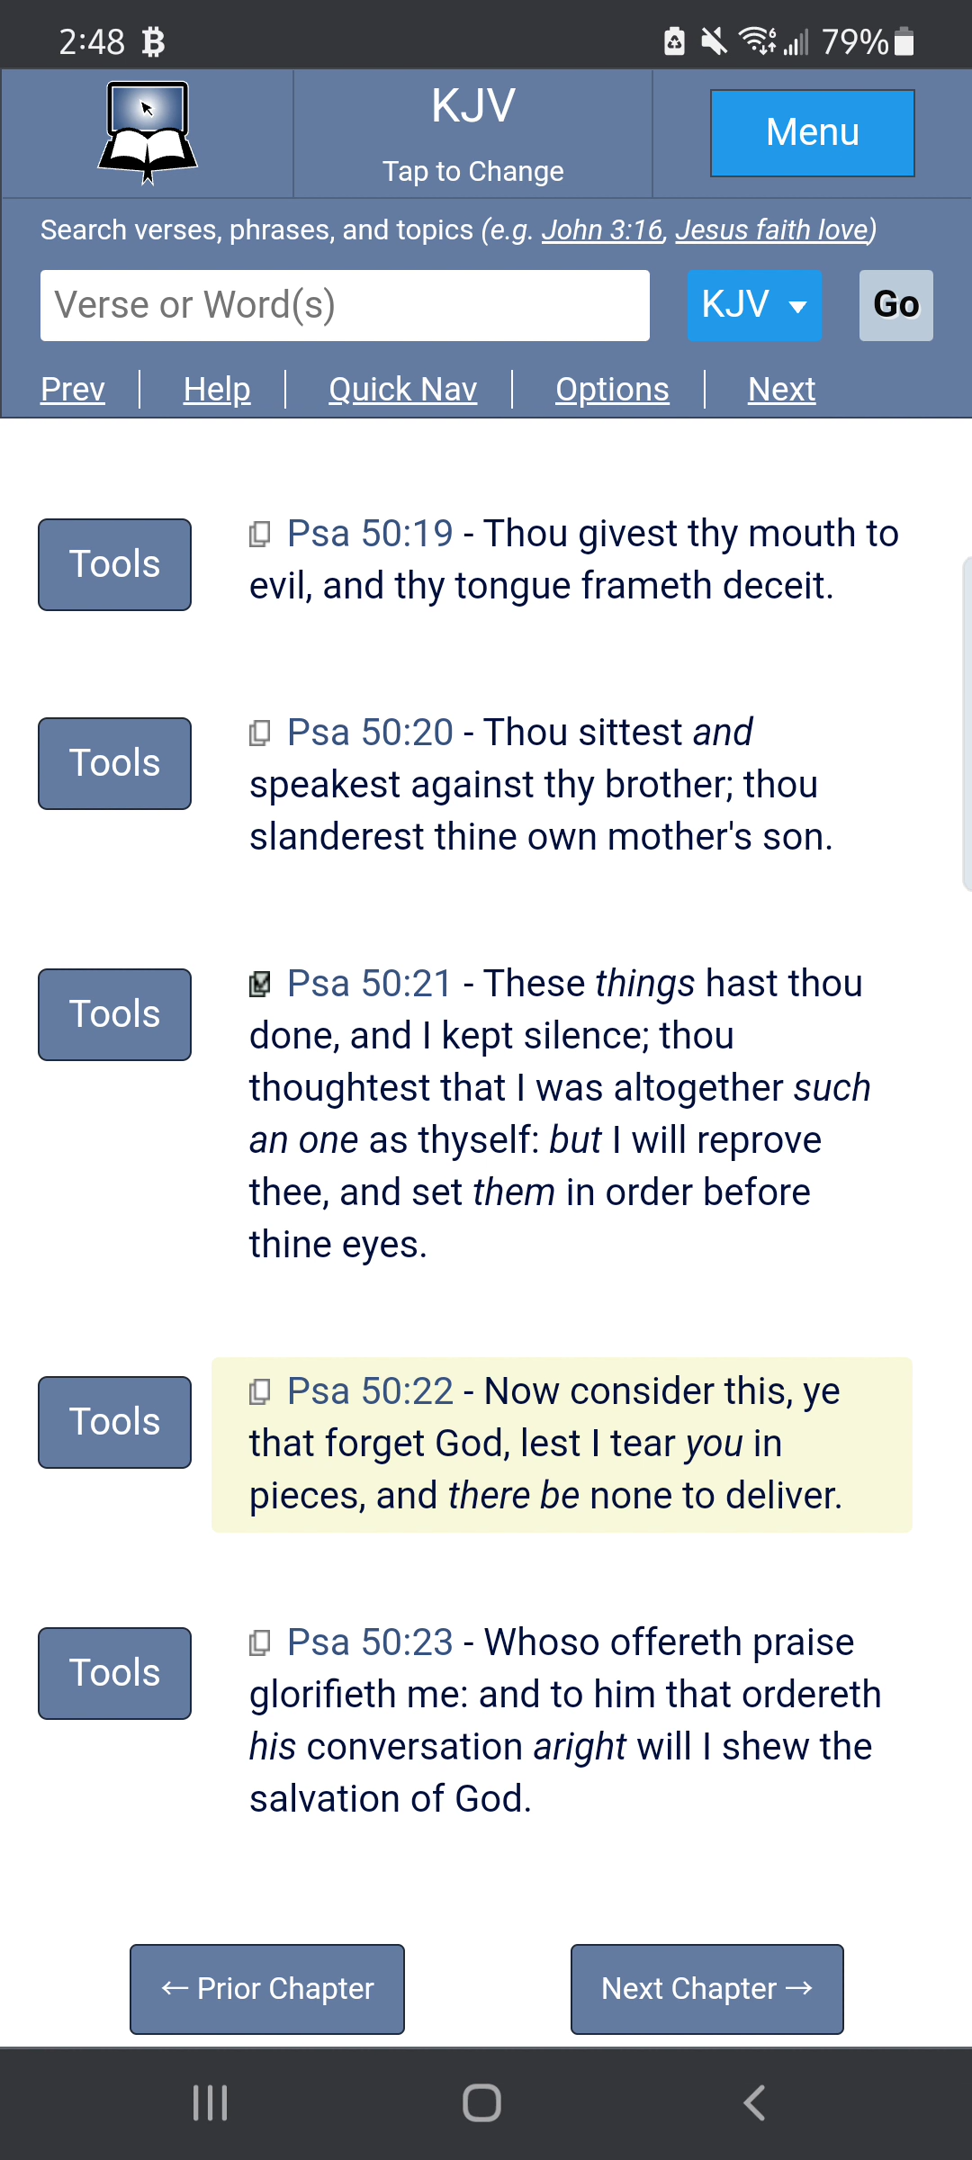 2:48 79%
KJV
Tap to Change
Menu
Search verses, phrases, and topics (e.g. John 3:16, Jesus faith love)
Verse or Word(s)
KJV
Go
Prev Help Quick Nav Options Next
Tools
Psa 50:19 - Thou givest thy mouth to
evil, and thy tongue frameth deceit.
Tools
Psa 50:20 - Thou sittest and
speakest against thy brother; thou
slanderest thine own mother's son.
Tools
Psa 50:21 - These things hast thou
done, and I kept silence; thou
thoughtest that I was altogether such
an one as thyself: but I will reprove
thee, and set them in order before
thine eyes.
Tools
Psa 50:22 - Now consider this, ye
that forget God, lest I tear you in
pieces, and there be none to deliver.
Tools
Psa 50:23 - Whoso offereth praise
glorifieth me: and to him that ordereth
his conversation aright will I shew the
salvation of God.
← Prior Chapter
Next Chapter →